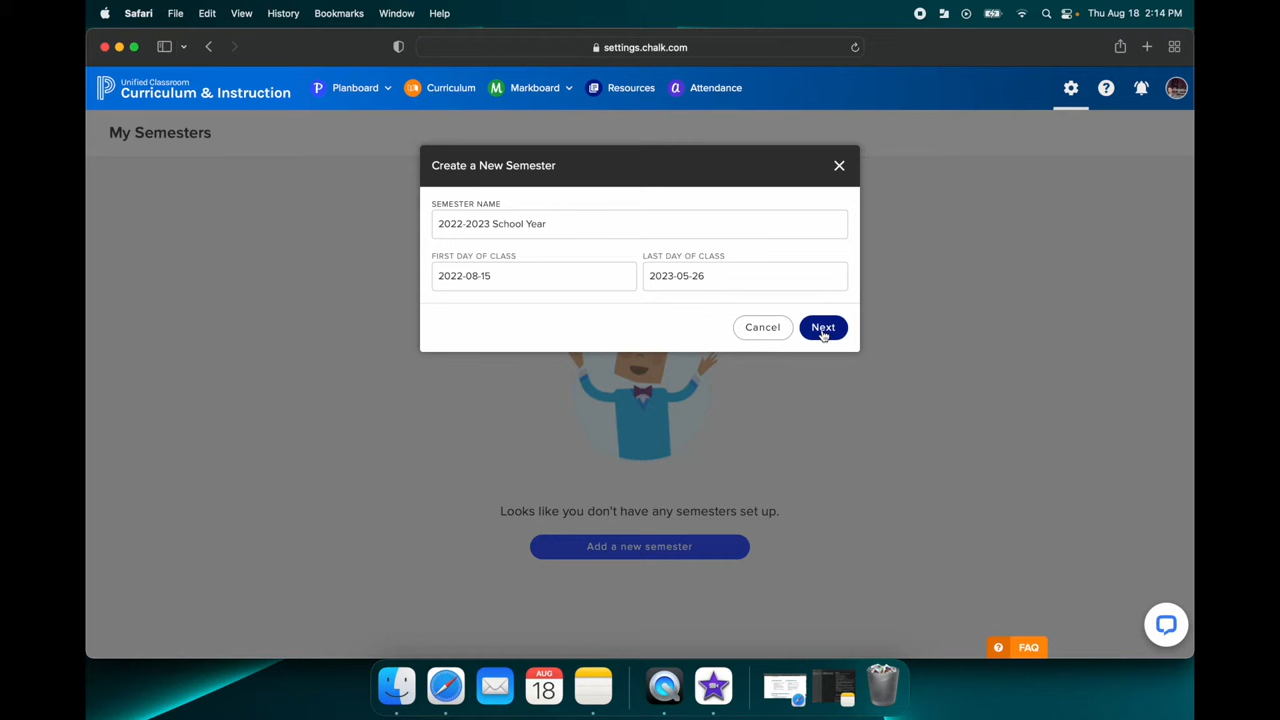 Safari File Edit View History Bookmarks Window Help Thu Aug 18 2:14 PM
settings.chalk.com
Unified Classroom
Curriculum & Instruction
Planboard Curriculum M Markboard Resources a Attendance
My Semesters
Create a New Semester
SEMESTER NAME
2022-2023 School Year
FIRST DAY OF CLASS LAST DAY OF CLASS
2022-08-15 2023-05-26
Cancel Next
Looks like you don't have any semesters set up.
Add a new semester
? FAQ
AUG
18